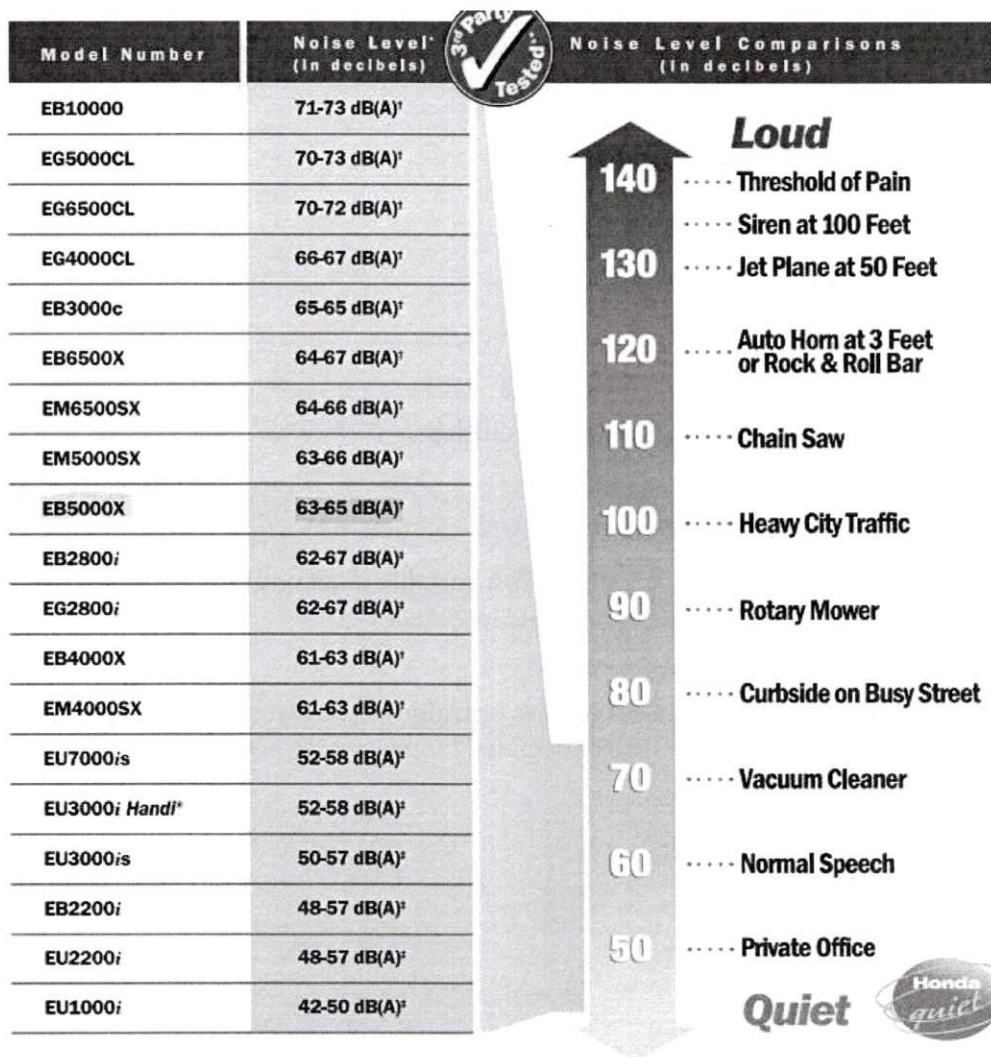 Model Number
Noise Level*
(in decibels)
3rd Party
Tested**
Noise Level Comparisons
(in decibels)
EB10000 71-73 dB(A)†
EG5000CL 70-73 dB(A)†
EG6500CL 70-72 dB(A)†
EG4000CL 66-67 dB(A)†
EB3000c 65-65 dB(A)†
EB6500X 64-67 dB(A)†
EM6500SX 64-66 dB(A)†
EM5000SX 63-66 dB(A)†
EB5000X 63-65 dB(A)†
EB2800i 62-67 dB(A)‡
EG2800i 62-67 dB(A)‡
EB4000X 61-63 dB(A)†
EM4000SX 61-63 dB(A)†
EU7000is 52-58 dB(A)‡
EU3000i Handi® 52-58 dB(A)‡
EU3000is 50-57 dB(A)‡
EB2200i 48-57 dB(A)‡
EU2200i 48-57 dB(A)‡
EU1000i 42-50 dB(A)‡
Loud
140 ····· Threshold of Pain
····· Siren at 100 Feet
130 ····· Jet Plane at 50 Feet
120 ····· Auto Horn at 3 Feet
or Rock & Roll Bar
110 ····· Chain Saw
100 ····· Heavy City Traffic
90 ····· Rotary Mower
80 ····· Curbside on Busy Street
70 ····· Vacuum Cleaner
60 ····· Normal Speech
50 ····· Private Office
Quiet
Honda
quiet